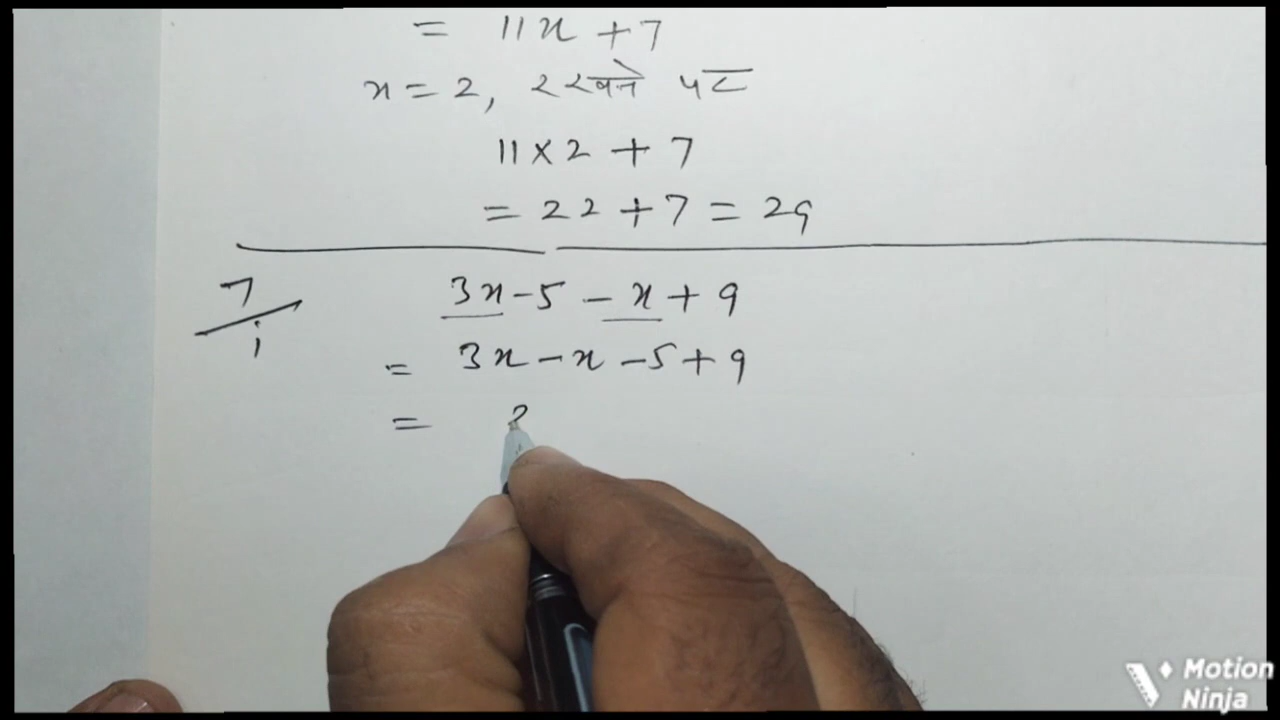 = 11x + 7
x = 2, रखने पर
11 × 2 + 7
= 22 + 7 = 29
7/i 3x - 5 - x + 9
= 3x - x - 5 + 9
= 2
Motion
Ninja